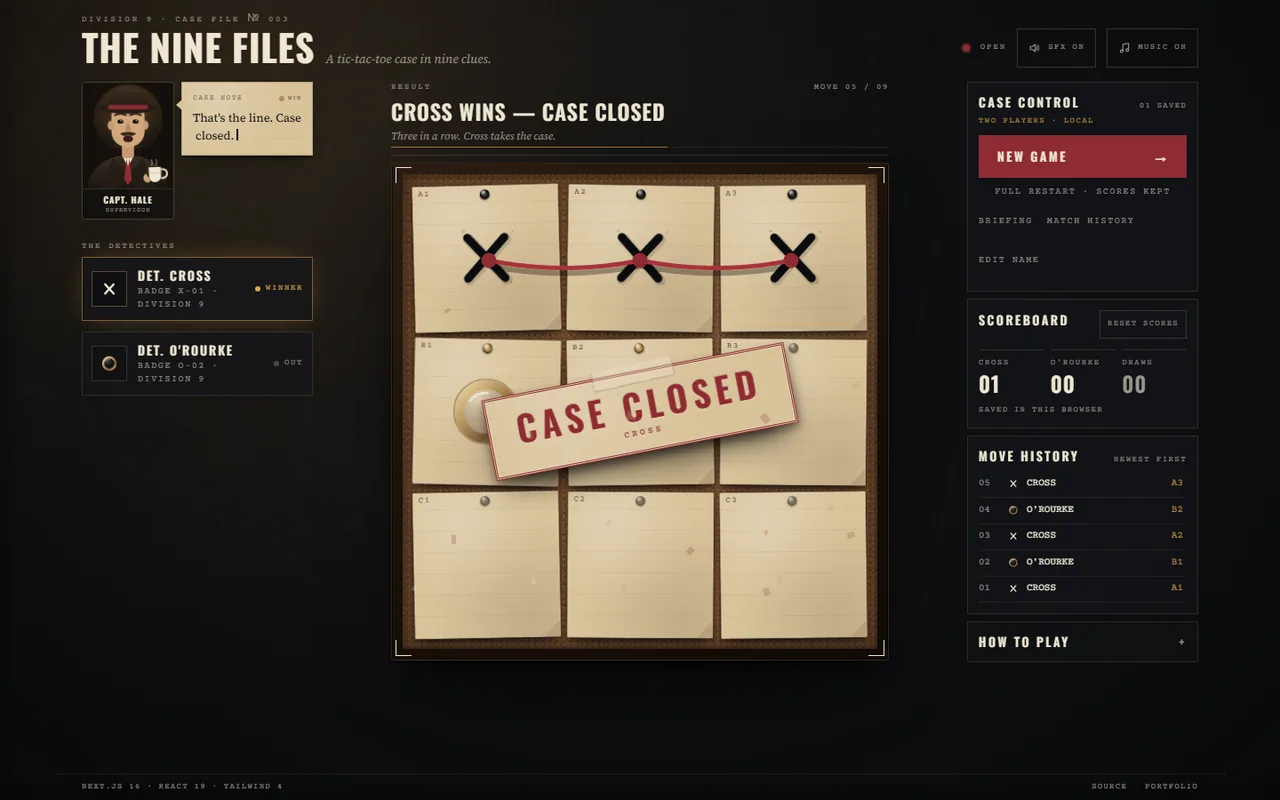 DIVISION 9 · CASE FILE № 003
THE NINE FILES
A tic-tac-toe case in nine clues.
OPEN
SFX ON
MUSIC ON
CASE NOTE
WIN
That's the line. Case
closed.
CAPT. HALE
SUPERVISOR
THE DETECTIVES
DET. CROSS
BADGE X-01 ·
DIVISION 9
WINNER
DET. O'ROURKE
BADGE O-02 ·
DIVISION 9
OUT
RESULT
MOVE 05 / 09
CROSS WINS — CASE CLOSED
Three in a row. Cross takes the case.
A1
A2
A3
B1
B2
B3
CASE CLOSED
CROSS
C1
C2
C3
CASE CONTROL
01 SAVED
TWO PLAYERS · LOCAL
NEW GAME →
FULL RESTART · SCORES KEPT
BRIEFING
MATCH HISTORY
EDIT NAME
SCOREBOARD
RESET SCORES
CROSS
O'ROURKE
DRAWS
01
00
00
SAVED IN THIS BROWSER
MOVE HISTORY
NEWEST FIRST
05 CROSS A3
04 O'ROURKE B2
03 CROSS A2
02 O'ROURKE B1
01 CROSS A1
HOW TO PLAY +
NEXT.JS 16 · REACT 19 · TAILWIND 4
SOURCE
PORTFOLIO